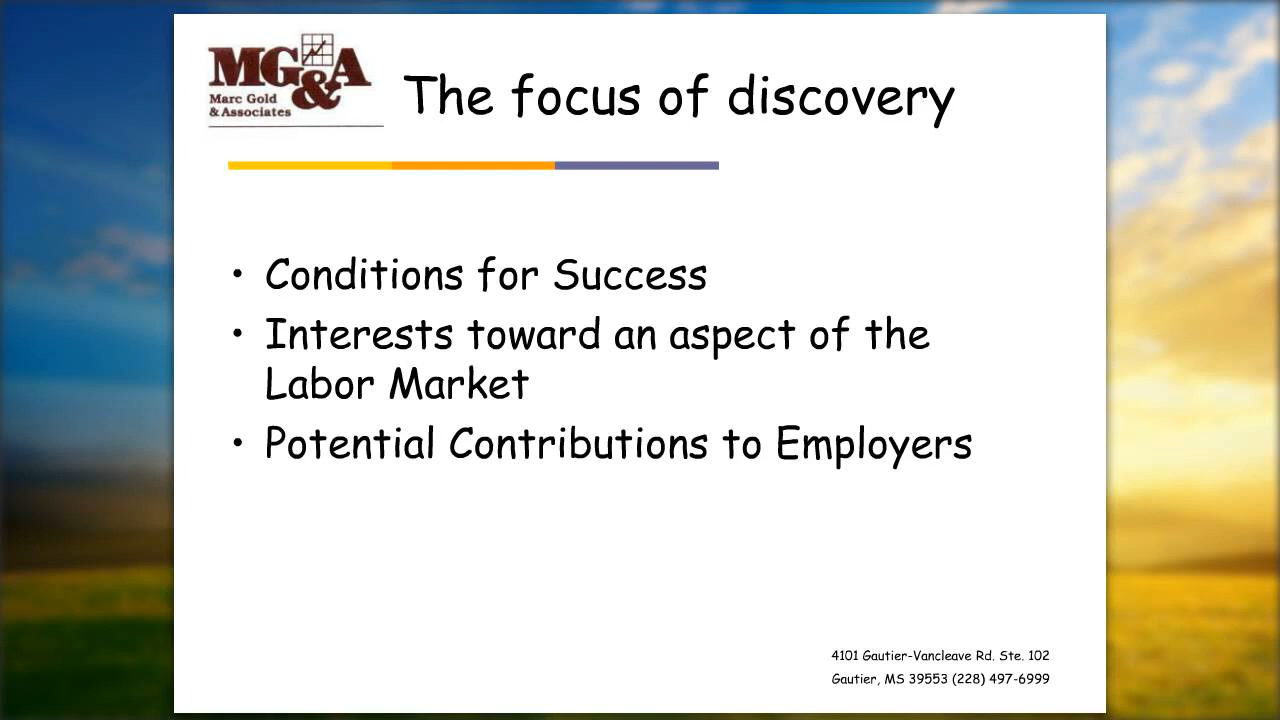 MG&A
Marc Gold
& Associates
The focus of discovery
• Conditions for Success
• Interests toward an aspect of the
Labor Market
• Potential Contributions to Employers
4101 Gautier-Vancleave Rd. Ste. 102
Gautier, MS 39553 (228) 497-6999